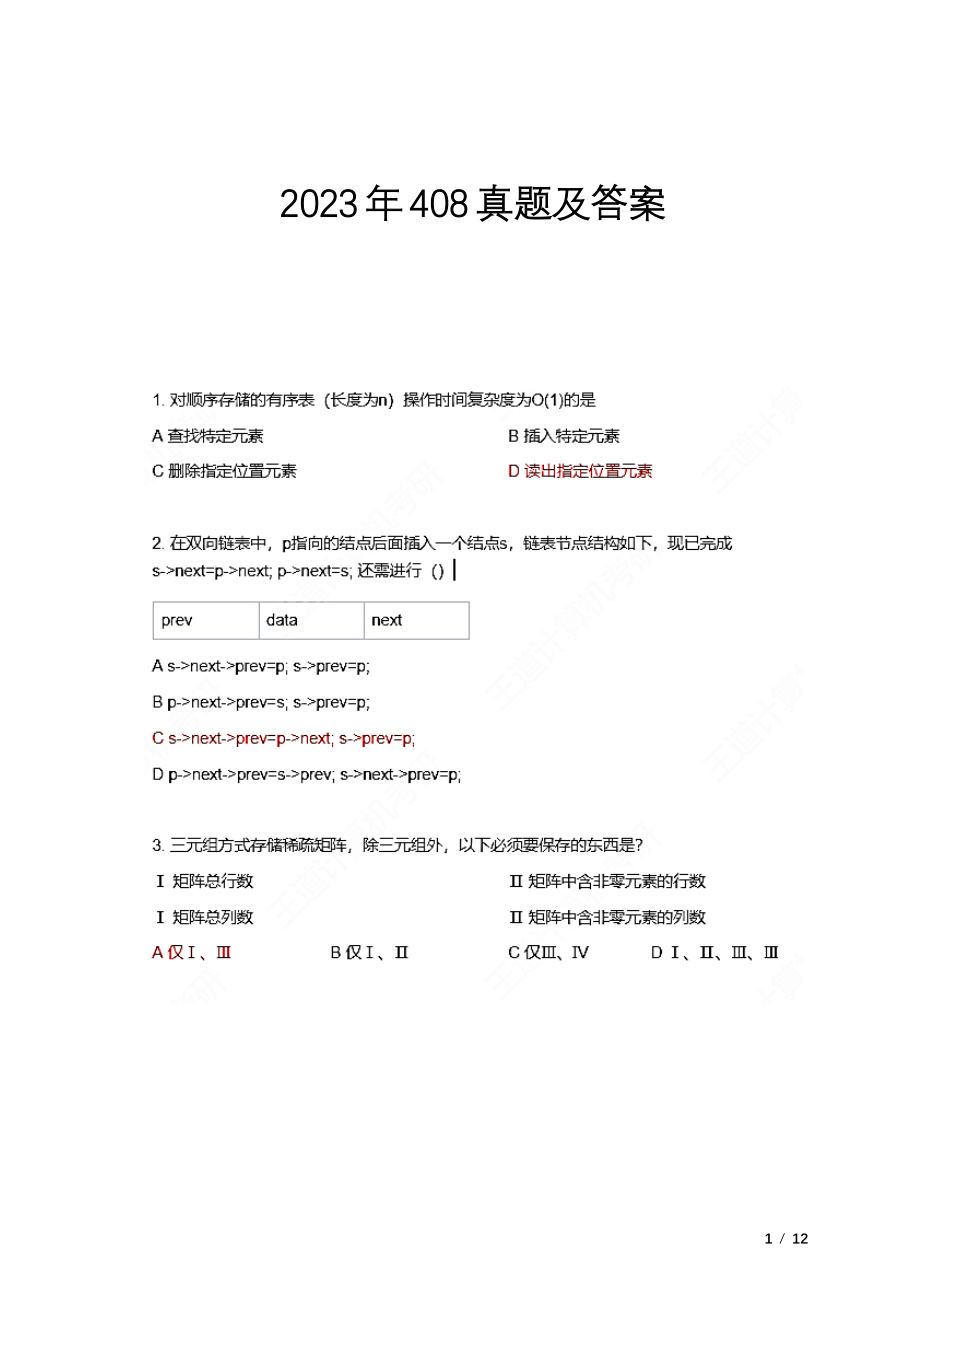 2023年408真题及答案
1. 对顺序存储的有序表（长度为n）操作时间复杂度为O(1)的是
A 查找特定元素 B 插入特定元素
C 删除指定位置元素 D 读出指定位置元素
2. 在双向链表中，p指向的结点后面插入一个结点s，链表节点结构如下，现已完成
s->next=p->next; p->next=s; 还需进行（）
prev data next
A s->next->prev=p; s->prev=p;
B p->next->prev=s; s->prev=p;
C s->next->prev=p->next; s->prev=p;
D p->next->prev=s->prev; s->next->prev=p;
3. 三元组方式存储稀疏矩阵，除三元组外，以下必须要保存的东西是？
Ⅰ 矩阵总行数 Ⅱ 矩阵中含非零元素的行数
Ⅰ 矩阵总列数 Ⅱ 矩阵中含非零元素的列数
A 仅Ⅰ、Ⅲ B 仅Ⅰ、Ⅱ C 仅Ⅲ、Ⅳ D Ⅰ、Ⅱ、Ⅲ、Ⅲ
王道计算机考研
1 / 12